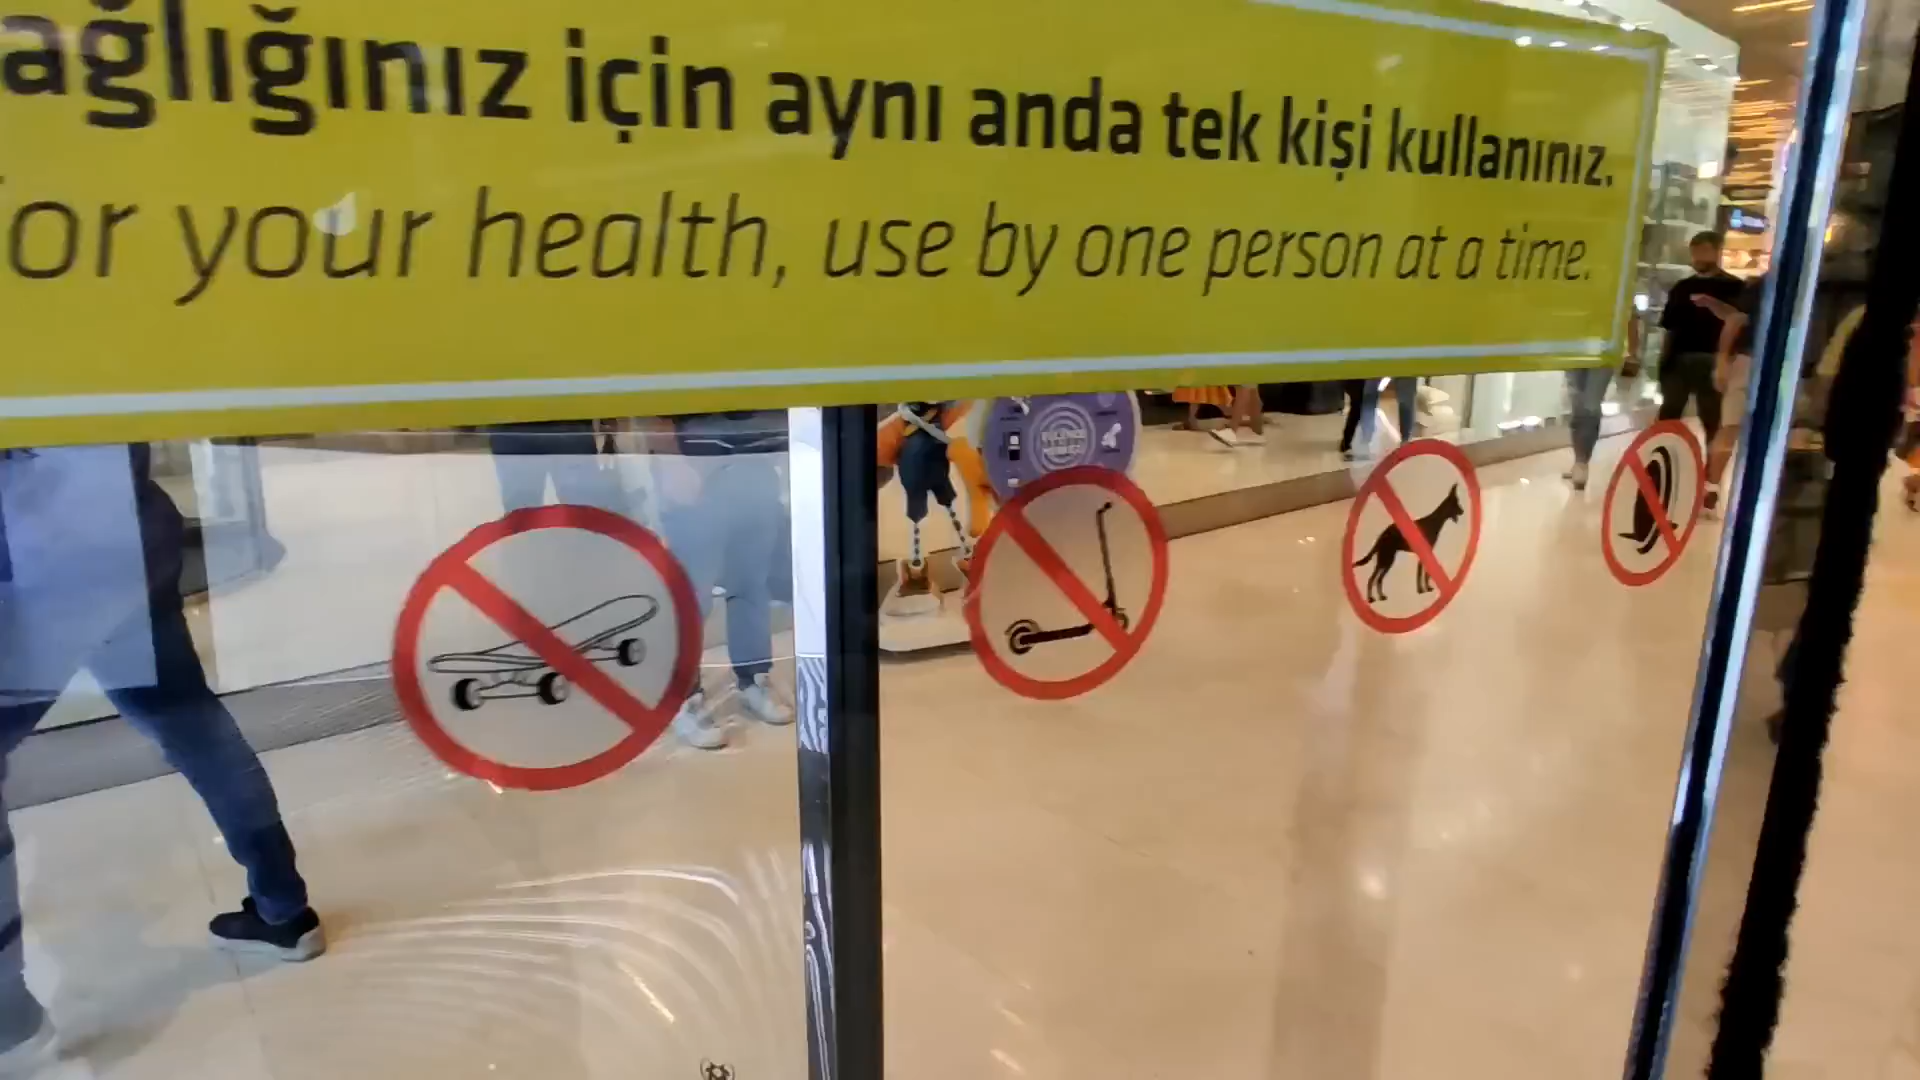 ağlığınız için aynı anda tek kişi kullanınız.
or your health, use by one person at a time.